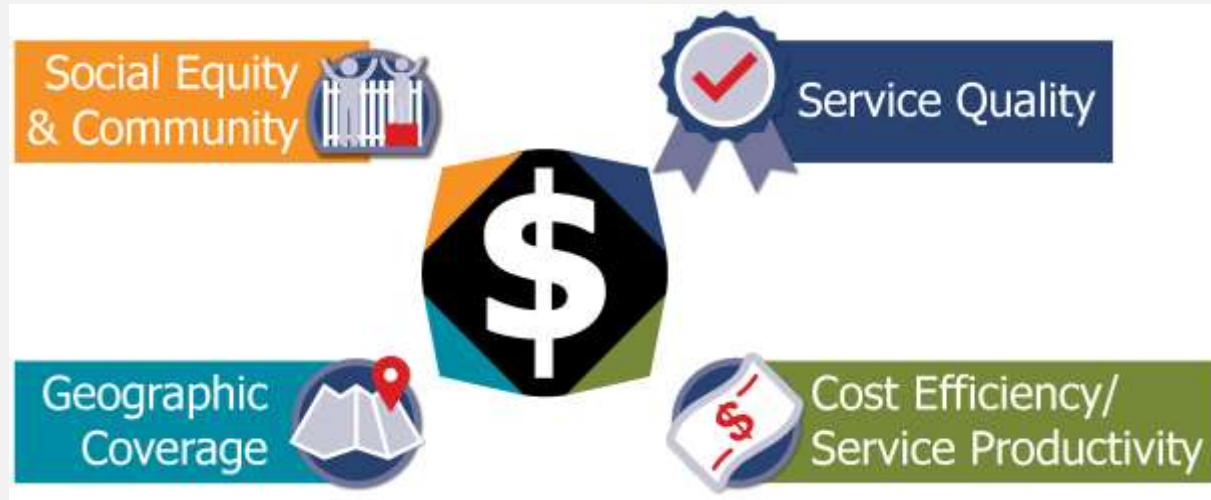 Social Equity
& Community
Service Quality
$
Geographic
Coverage
$
Cost Efficiency/
Service Productivity